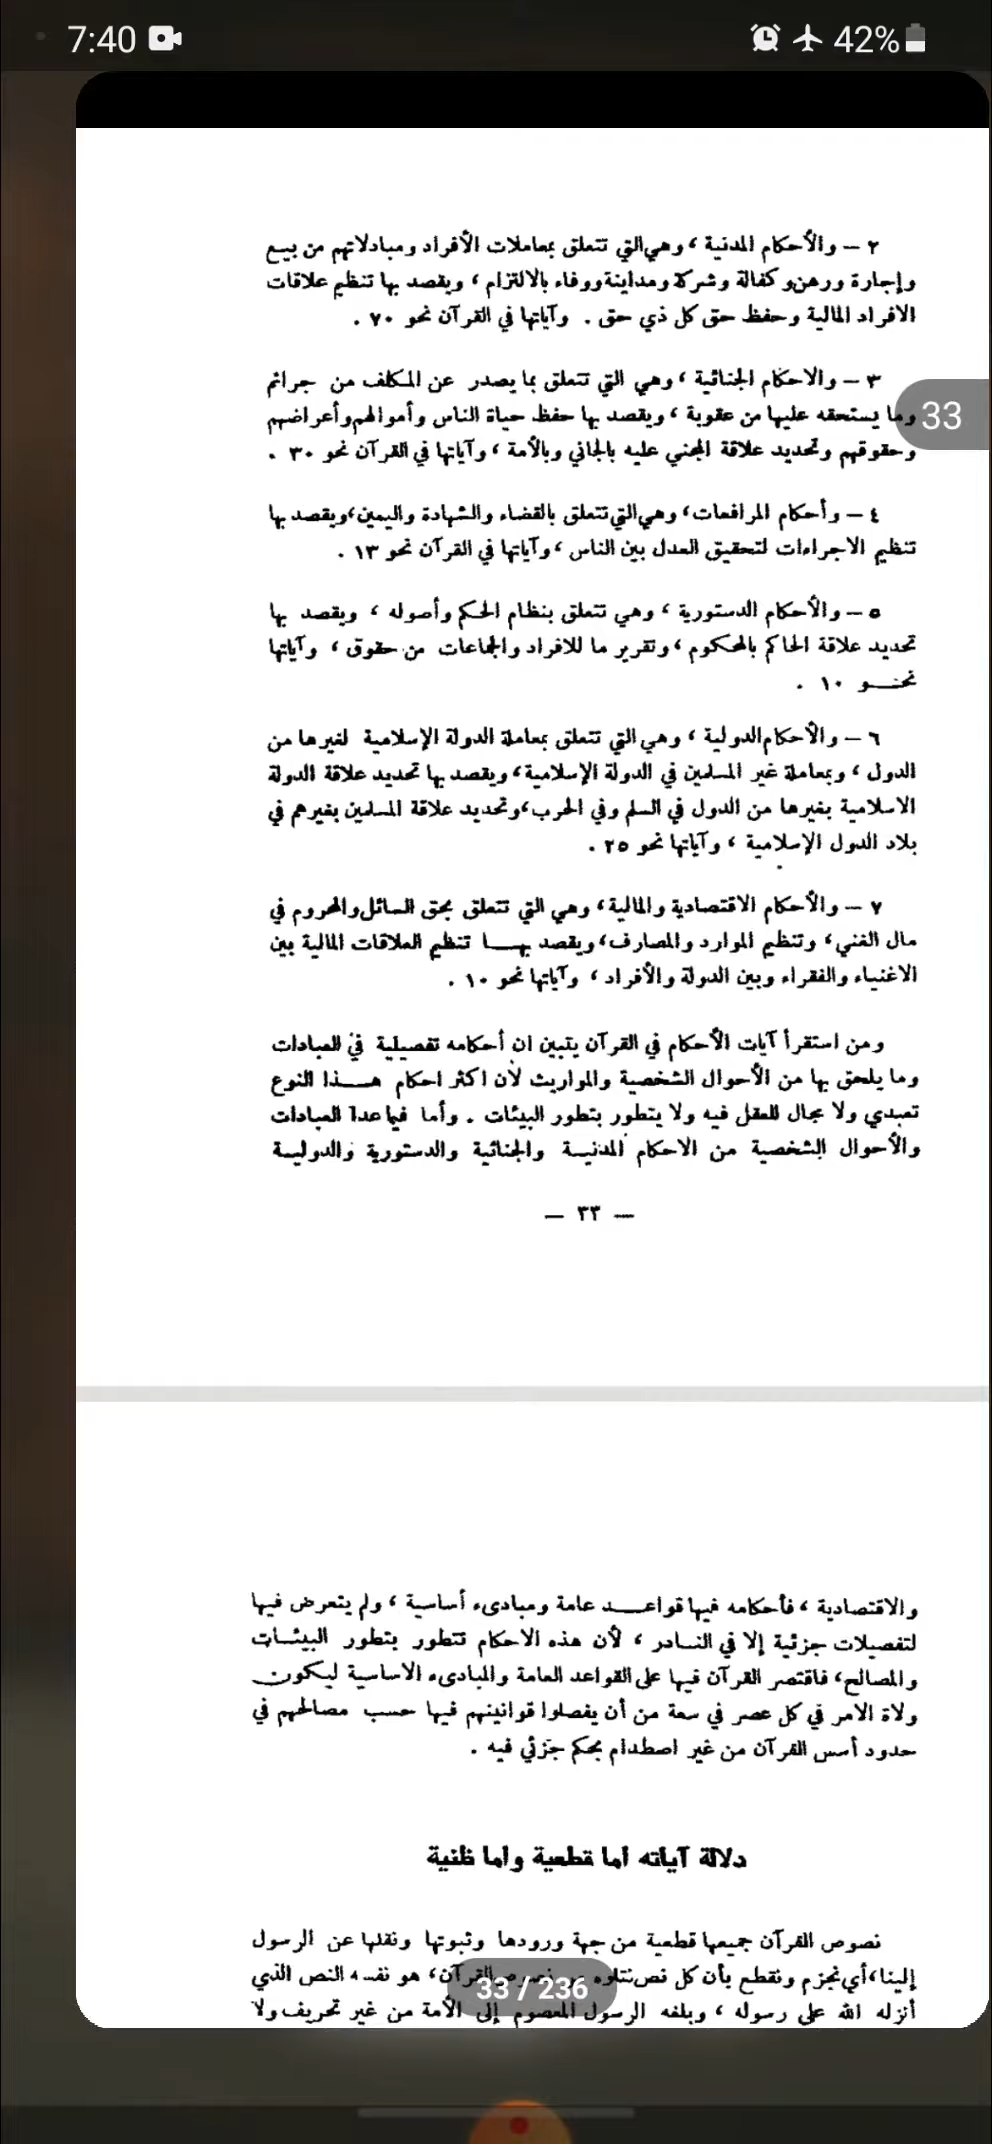 7:40
42%
٢ – والأحكام المدنية ، وهي التي تتعلق بمعاملات الأفراد ومبادلاتهم من بيع
وإجارة ورهن وكفالة وشركة ومداينة ووفاء بالالتزام ، ويقصد بها تنظيم علاقات
الافراد المالية وحفظ حق كل ذي حق . وآياتها في القرآن نحو ٧٠ .
٣ – والاحكام الجنائية ، وهي التي تتعلق بما يصدر عن المكلف من جرائم
وما يستحقه عليها من عقوبة ، ويقصد بها حفظ حياة الناس وأموالهم وأعراضهم
33
وحقوقهم وتحديد علاقة المجني عليه بالجاني وبالأمة ، وآياتها في القرآن نحو ٣٠ .
٤ – وأحكام المرافعات ، وهي التي تتعلق بالقضاء والشهادة واليمين ، ويقصد بها
تنظيم الاجراءات لتحقيق العدل بين الناس ، وآياتها في القرآن نحو ١٣ .
٥ – والأحكام الدستورية ، وهي تتعلق بنظام الحكم وأصوله ، ويقصد بها
تحديد علاقة الحاكم بالمحكوم ، وتقرير ما للافراد والجماعات من حقوق ، وآياتها
نحــو ١٠ .
٦ – والأحكام الدولية ، وهي التي تتعلق بمعاملة الدولة الإسلامية لغيرها من
الدول ، وبمعاملة غير المسلمين في الدولة الإسلامية ، ويقصد بها تحديد علاقة الدولة
الاسلامية بغيرها من الدول في السلم وفي الحرب ، وتحديد علاقة المسلمين بغيرهم في
بلاد الدول الإسلامية ، وآياتها نحو ٢٥ .
٧ – والأحكام الاقتصادية والمالية ، وهي التي تتعلق بحق السائل والمحروم في
مال الغني ، وتنظيم الموارد والمصارف ، ويقصد بهــا تنظيم العلاقات المالية بين
الاغنياء والفقراء وبين الدولة والأفراد ، وآياتها نحو ١٠ .
ومن استقرأ آيات الأحكام في القرآن يتبين ان أحكامه تفصيلية في العبادات
وما يلحق بها من الأحوال الشخصية والمواريث لأن اكثر احكام هــذا النوع
تعبدي ولا مجال للعقل فيه ولا يتطور بتطور البيئات . وأما فيما عدا العبادات
والأحوال الشخصية من الاحكام المدنيــة والجنائية والدستورية والدوليــة
— ٣٣ —
والاقتصادية ، فأحكامه فيها قواعــد عامة ومبادىء أساسية ، ولم يتعرض فيها
لتفصيلات جزئية إلا في النــادر ، لأن هذه الاحكام تتطور بتطور البيئــات
والمصالح ، فاقتصر القرآن فيها على القواعد العامة والمبادىء الاساسية ليكون
ولاة الامر في كل عصر في سعة من أن يفصلوا قوانينهم فيها حسب مصالحهم في
حدود أسس القرآن من غير اصطدام بحكم جزئي فيه .
دلالة آياته اما قطعية واما ظنية
نصوص القرآن جميعها قطعية من جهة ورودها وثبوتها ونقلها عن الرسول
إلينا ، أي نجزم ونقطع بأن كل نص نتلوه من نصوص القرآن ، هو نفسه النص الذي
33 / 236
أنزله الله على رسوله ، وبلغه الرسول المعصوم إلى الأمة من غير تحريف ولا